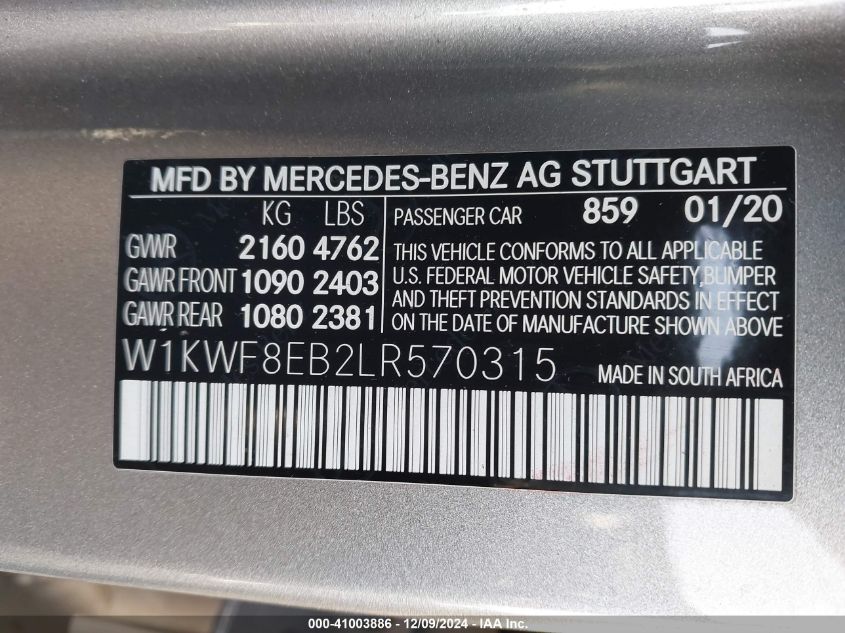 MFD BY MERCEDES-BENZ AG STUTTGART
KG LBS
GVWR 2160 4762
GAWR FRONT 1090 2403
GAWR REAR 1080 2381
PASSENGER CAR 859 01/20
THIS VEHICLE CONFORMS TO ALL APPLICABLE
U.S. FEDERAL MOTOR VEHICLE SAFETY,BUMPER
AND THEFT PREVENTION STANDARDS IN EFFECT
ON THE DATE OF MANUFACTURE SHOWN ABOVE
W1KWF8EB2LR570315 MADE IN SOUTH AFRICA
000-41003886 - 12/09/2024 - IAA Inc.